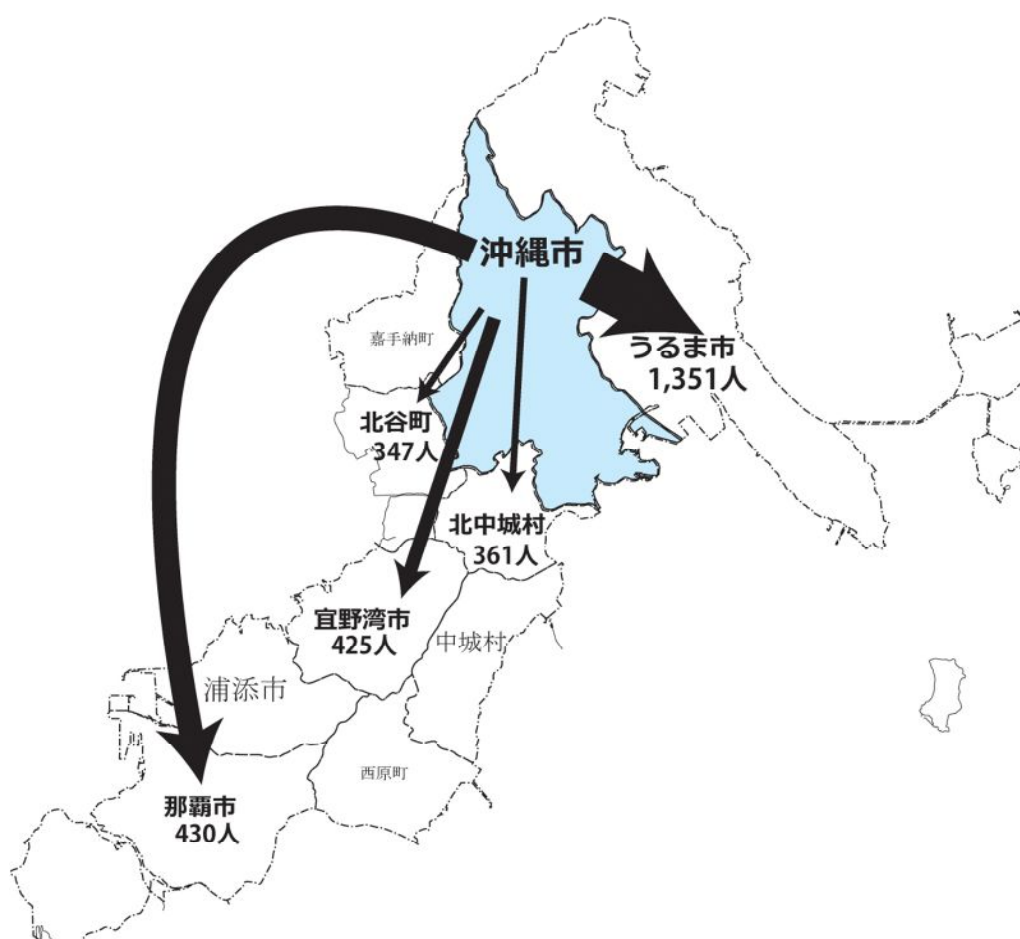 沖縄市
うるま市
1,351人
嘉手納町
北谷町
347人
北中城村
361人
宜野湾市
425人
中城村
浦添市
西原町
那覇市
430人